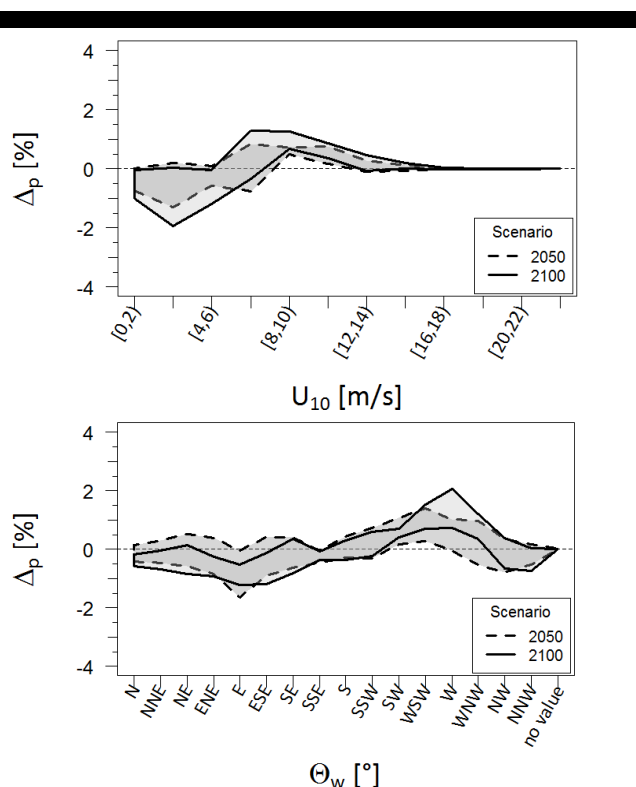 4
2
0
-2
-4
Δp [%]
Scenario
2050
2100
[0,2)
[4,6)
[8,10)
[12,14)
[16,18)
[20,22)
U10 [m/s]
4
2
0
-2
-4
Δp [%]
Scenario
2050
2100
N
NNE
NE
ENE
E
ESE
SE
SSE
S
SSW
SW
WSW
W
WNW
NW
NNW
no value
Θw [°]